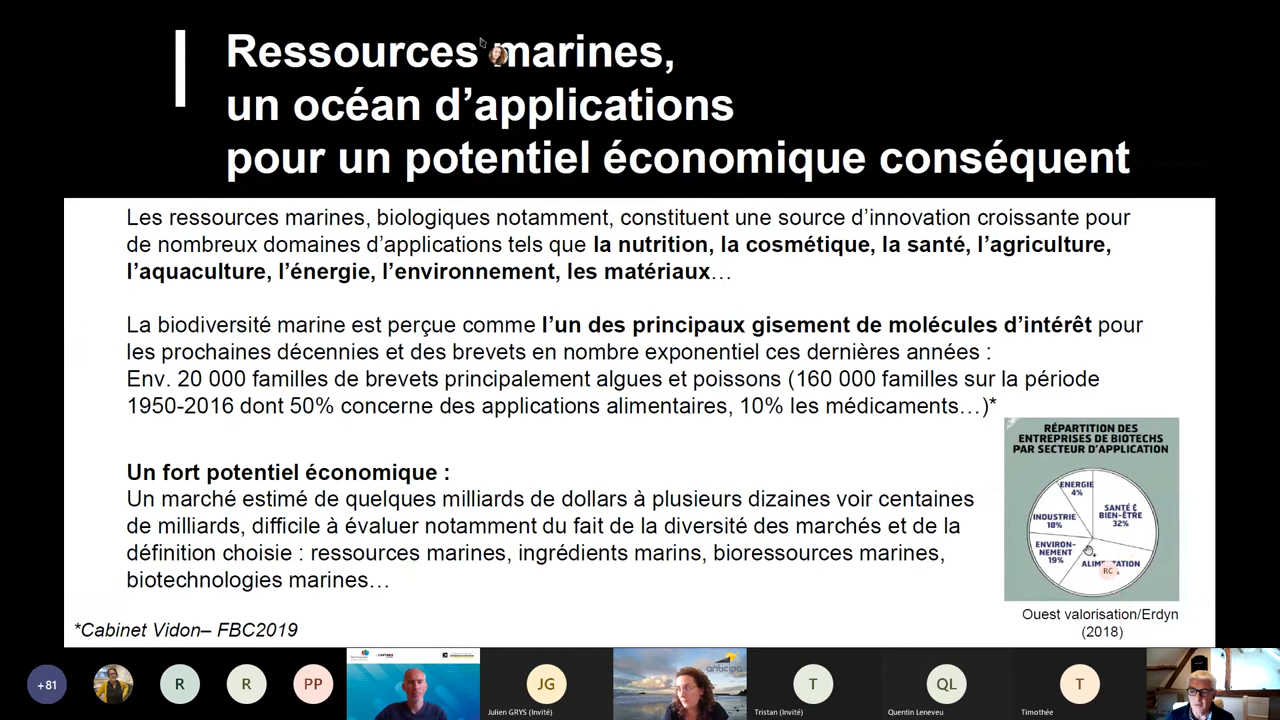 Ressources marines,
un océan d’applications
pour un potentiel économique conséquent
Les ressources marines, biologiques notamment, constituent une source d’innovation croissante pour
de nombreux domaines d’applications tels que la nutrition, la cosmétique, la santé, l’agriculture,
l’aquaculture, l’énergie, l’environnement, les matériaux…
La biodiversité marine est perçue comme l’un des principaux gisement de molécules d’intérêt pour
les prochaines décennies et des brevets en nombre exponentiel ces dernières années :
Env. 20 000 familles de brevets principalement algues et poissons (160 000 familles sur la période
1950-2016 dont 50% concerne des applications alimentaires, 10% les médicaments…)*
Un fort potentiel économique :
Un marché estimé de quelques milliards de dollars à plusieurs dizaines voir centaines
de milliards, difficile à évaluer notamment du fait de la diversité des marchés et de la
définition choisie : ressources marines, ingrédients marins, bioressources marines,
biotechnologies marines…
RÉPARTITION DES
ENTREPRISES DE BIOTECHS
PAR SECTEUR D’APPLICATION
ENERGIE
4%
SANTÉ &
BIEN-ÊTRE
32%
INDUSTRIE
18%
ENVIRON-
NEMENT
19%
ALIMENTATION
RC
Ouest valorisation/Erdyn
(2018)
*Cabinet Vidon– FBC2019
+81
R
R
PP
JG
Julien GRYS (Invité)
anticipa
T
Tristan (Invité)
QL
Quentin Leneveu
T
Timothée